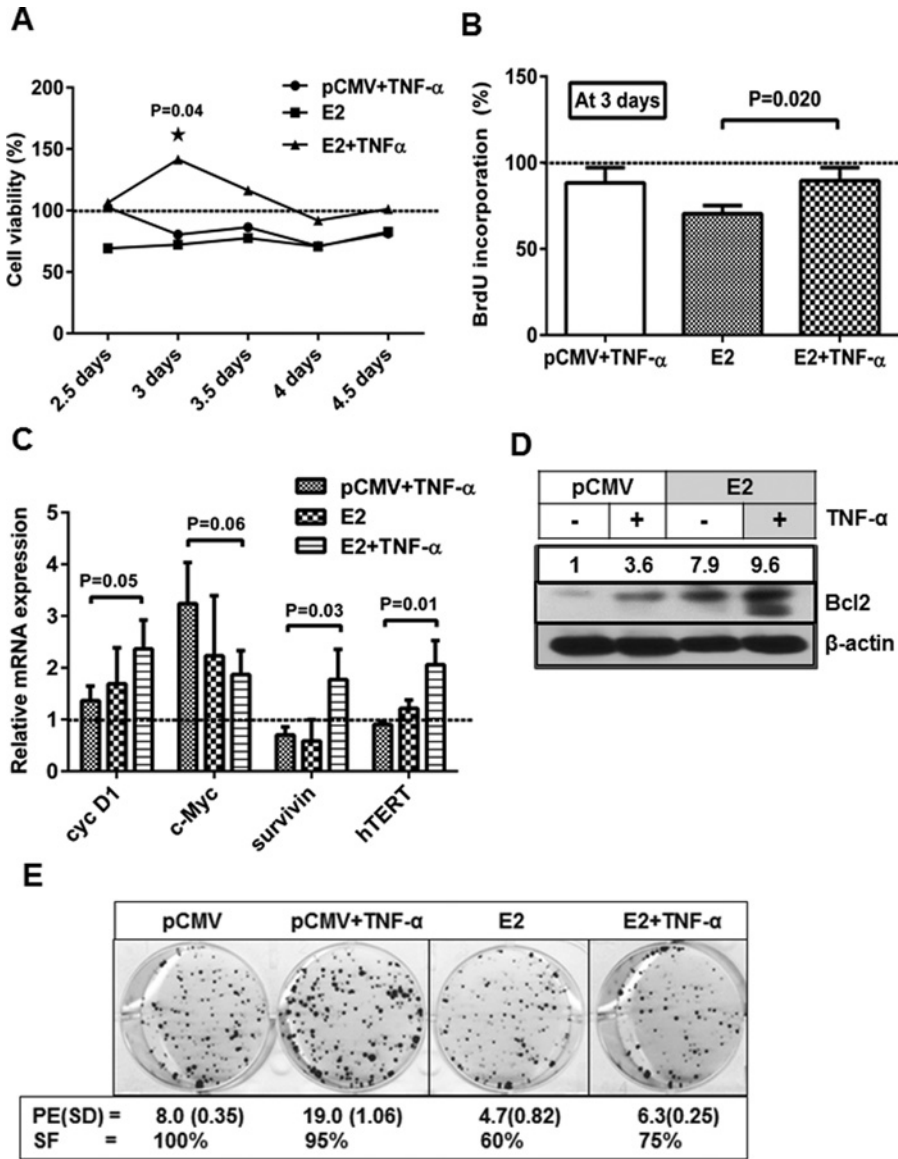 A
200
150
100
50
0
Cell viability (%)
P=0.04
pCMV+TNF-α
E2
E2+TNFα
2.5 days
3 days
3.5 days
4 days
4.5 days
B
150
100
50
0
BrdU incorporation (%)
At 3 days
P=0.020
pCMV+TNF-α
E2
E2+TNF-α
C
5
4
3
2
1
0
Relative mRNA expression
pCMV+TNF-α
E2
E2+TNF-α
P=0.05
P=0.06
P=0.03
P=0.01
cyc D1
c-Myc
survivin
hTERT
D
pCMV E2
- + - + TNF-α
1 3.6 7.9 9.6
Bcl2
β-actin
E
pCMV pCMV+TNF-α E2 E2+TNF-α
PE(SD) = 8.0 (0.35) 19.0 (1.06) 4.7(0.82) 6.3(0.25)
SF = 100% 95% 60% 75%